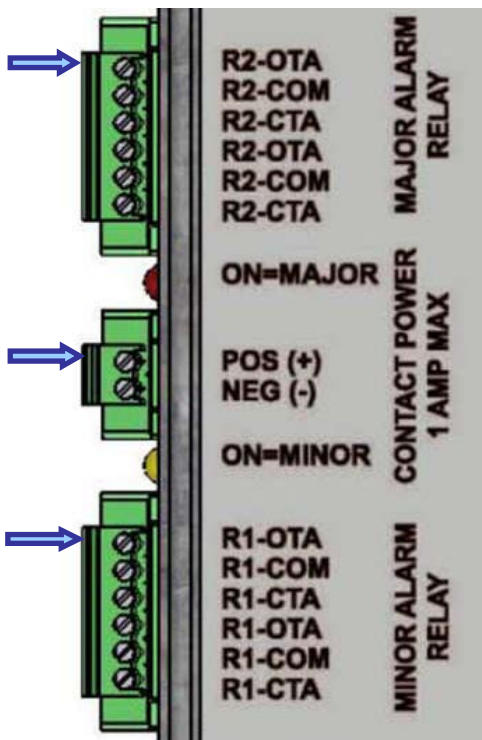 R2-OTA
R2-COM
R2-CTA
R2-OTA
R2-COM
R2-CTA
MAJOR ALARM
RELAY
ON=MAJOR
POS (+)
NEG (-)
CONTACT POWER
1 AMP MAX
ON=MINOR
R1-OTA
R1-COM
R1-CTA
R1-OTA
R1-COM
R1-CTA
MINOR ALARM
RELAY